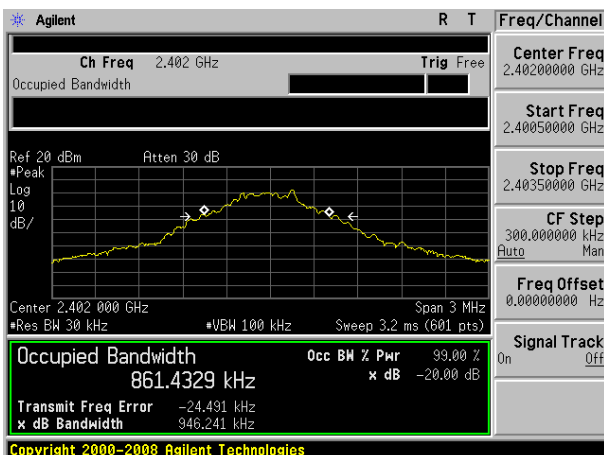 Agilent R T Freq/Channel
Ch Freq 2.402 GHz Trig Free
Occupied Bandwidth
Center Freq
2.40200000 GHz
Start Freq
2.40050000 GHz
Stop Freq
2.40350000 GHz
CF Step
300.000000 kHz
Auto Man
Freq Offset
0.00000000 Hz
Signal Track
On Off
Ref 20 dBm Atten 30 dB
#Peak
Log
10
dB/
Center 2.402 000 GHz Span 3 MHz
#Res BW 30 kHz #VBW 100 kHz Sweep 3.2 ms (601 pts)
Occupied Bandwidth Occ BW % Pwr 99.00 %
861.4329 kHz x dB -20.00 dB
Transmit Freq Error -24.491 kHz
x dB Bandwidth 946.241 kHz
Copyright 2000-2008 Agilent Technologies